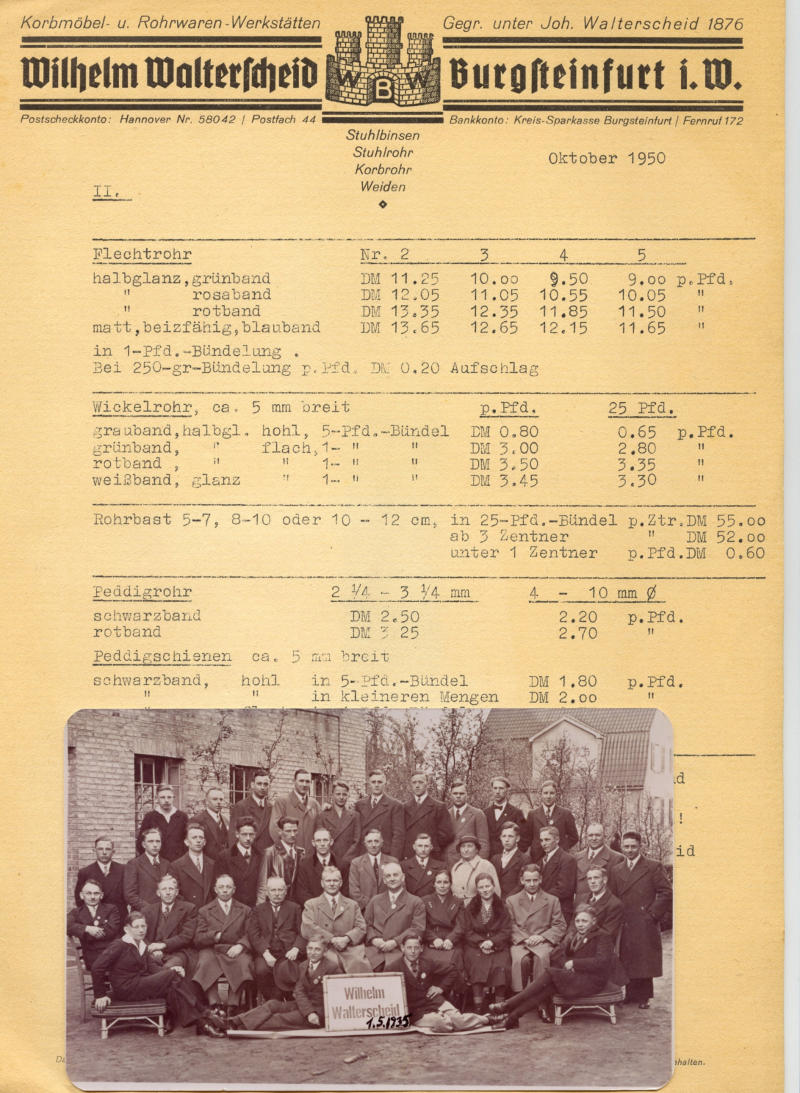 Korbmöbel- u. Rohrwaren-Werkstätten
Gegr. unter Joh. Walterscheid 1876
Wilhelm Walterscheid
W B W
Burgsteinfurt i.W.
Postscheckkonto: Hannover Nr. 58042 / Postfach 44
Bankkonto: Kreis-Sparkasse Burgsteinfurt / Fernruf 172
Stuhlbinsen
Stuhlrohr
Korbrohr
Weiden
Oktober 1950
II.
Flechtrohr Nr. 2 3 4 5
halbglanz,grünband DM 11.25 10.oo 9.50 9.oo p.Pfd.
" rosaband DM 12.05 11.05 10.55 10.05 "
" rotband DM 13.35 12.35 11.85 11.50 "
matt,beizfähig,blauband DM 13.65 12.65 12.15 11.65 "
in 1-Pfd.-Bündelung .
Bei 250-gr-Bündelung p.Pfd. DM 0.20 Aufschlag
Wickelrohr, ca. 5 mm breit p.Pfd. 25 Pfd.
grauband,halbgl. hohl, 5-Pfd.-Bündel DM 0.80 0.65 p.Pfd.
grünband, " flach,1- " " DM 3.00 2.80 "
rotband , " " 1- " " DM 3.50 3.35 "
weißband, glanz " 1- " " DM 3.45 3.30 "
Rohrbast 5-7, 8-10 oder 10 - 12 cm, in 25-Pfd.-Bündel p.Ztr.DM 55.oo
ab 3 Zentner " DM 52.oo
unter 1 Zentner p.Pfd.DM 0.60
Peddigrohr 2 1/4 - 3 1/4 mm 4 - 10 mm Ø
schwarzband DM 2.50 2.20 p.Pfd.
rotband DM 3 25 2.70 "
Peddigschienen ca. 5 mm breit
schwarzband, hohl in 5-Pfd.-Bündel DM 1.80 p.Pfd.
" " in kleineren Mengen DM 2.oo "
d
!
id
Wilhelm
Walterscheid
1.5.1935
halten.